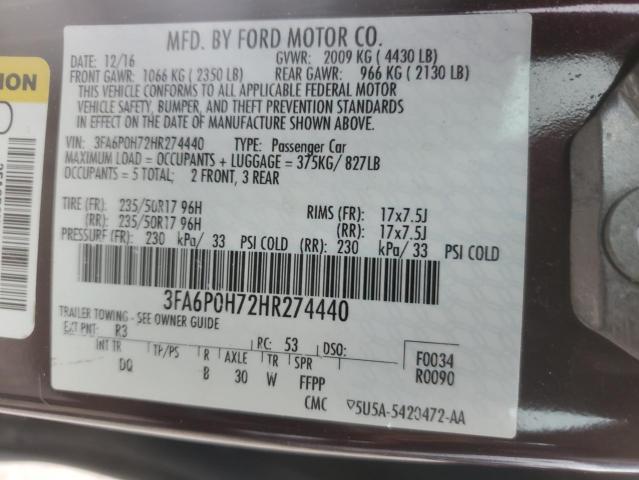 MFD. BY FORD MOTOR CO.
DATE: 12/16 GVWR: 2009 KG ( 4430 LB)
FRONT GAWR: 1066 KG ( 2350 LB) REAR GAWR: 966 KG ( 2130 LB)
THIS VEHICLE CONFORMS TO ALL APPLICABLE FEDERAL MOTOR
VEHICLE SAFETY, BUMPER, AND THEFT PREVENTION STANDARDS
IN EFFECT ON THE DATE OF MANUFACTURE SHOWN ABOVE.
VIN: 3FA6P0H72HR274440 TYPE: Passenger Car
MAXIMUM LOAD = OCCUPANTS + LUGGAGE = 375KG/ 827LB
OCCUPANTS = 5 TOTAL; 2 FRONT, 3 REAR
TIRE (FR): 235/50R17 96H RIMS (FR): 17x7.5J
(RR): 235/50R17 96H (RR): 17x7.5J
PRESSURE (FR): 230 kPa/ 33 PSI COLD (RR): 230 kPa/ 33 PSI COLD
3FA6P0H72HR274440
TRAILER TOWING - SEE OWNER GUIDE
EXT PNT: R3 RC: 53 DSO: F0034
INT TR TP/PS R AXLE TR SPR R0090
DQ B 30 W FFPP
CMC ▽5U5A-5420472-AA
ION